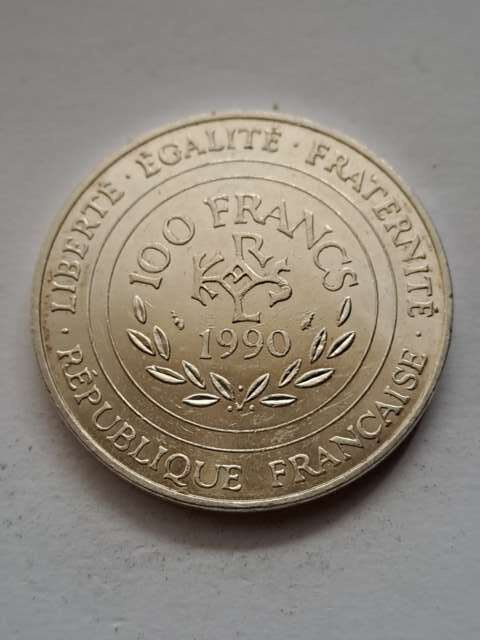 LIBERTÉ · ÉGALITÉ · FRATERNITÉ ·
100 FRANCS
R
K S
L
1990
· RÉPUBLIQUE FRANÇAISE ·